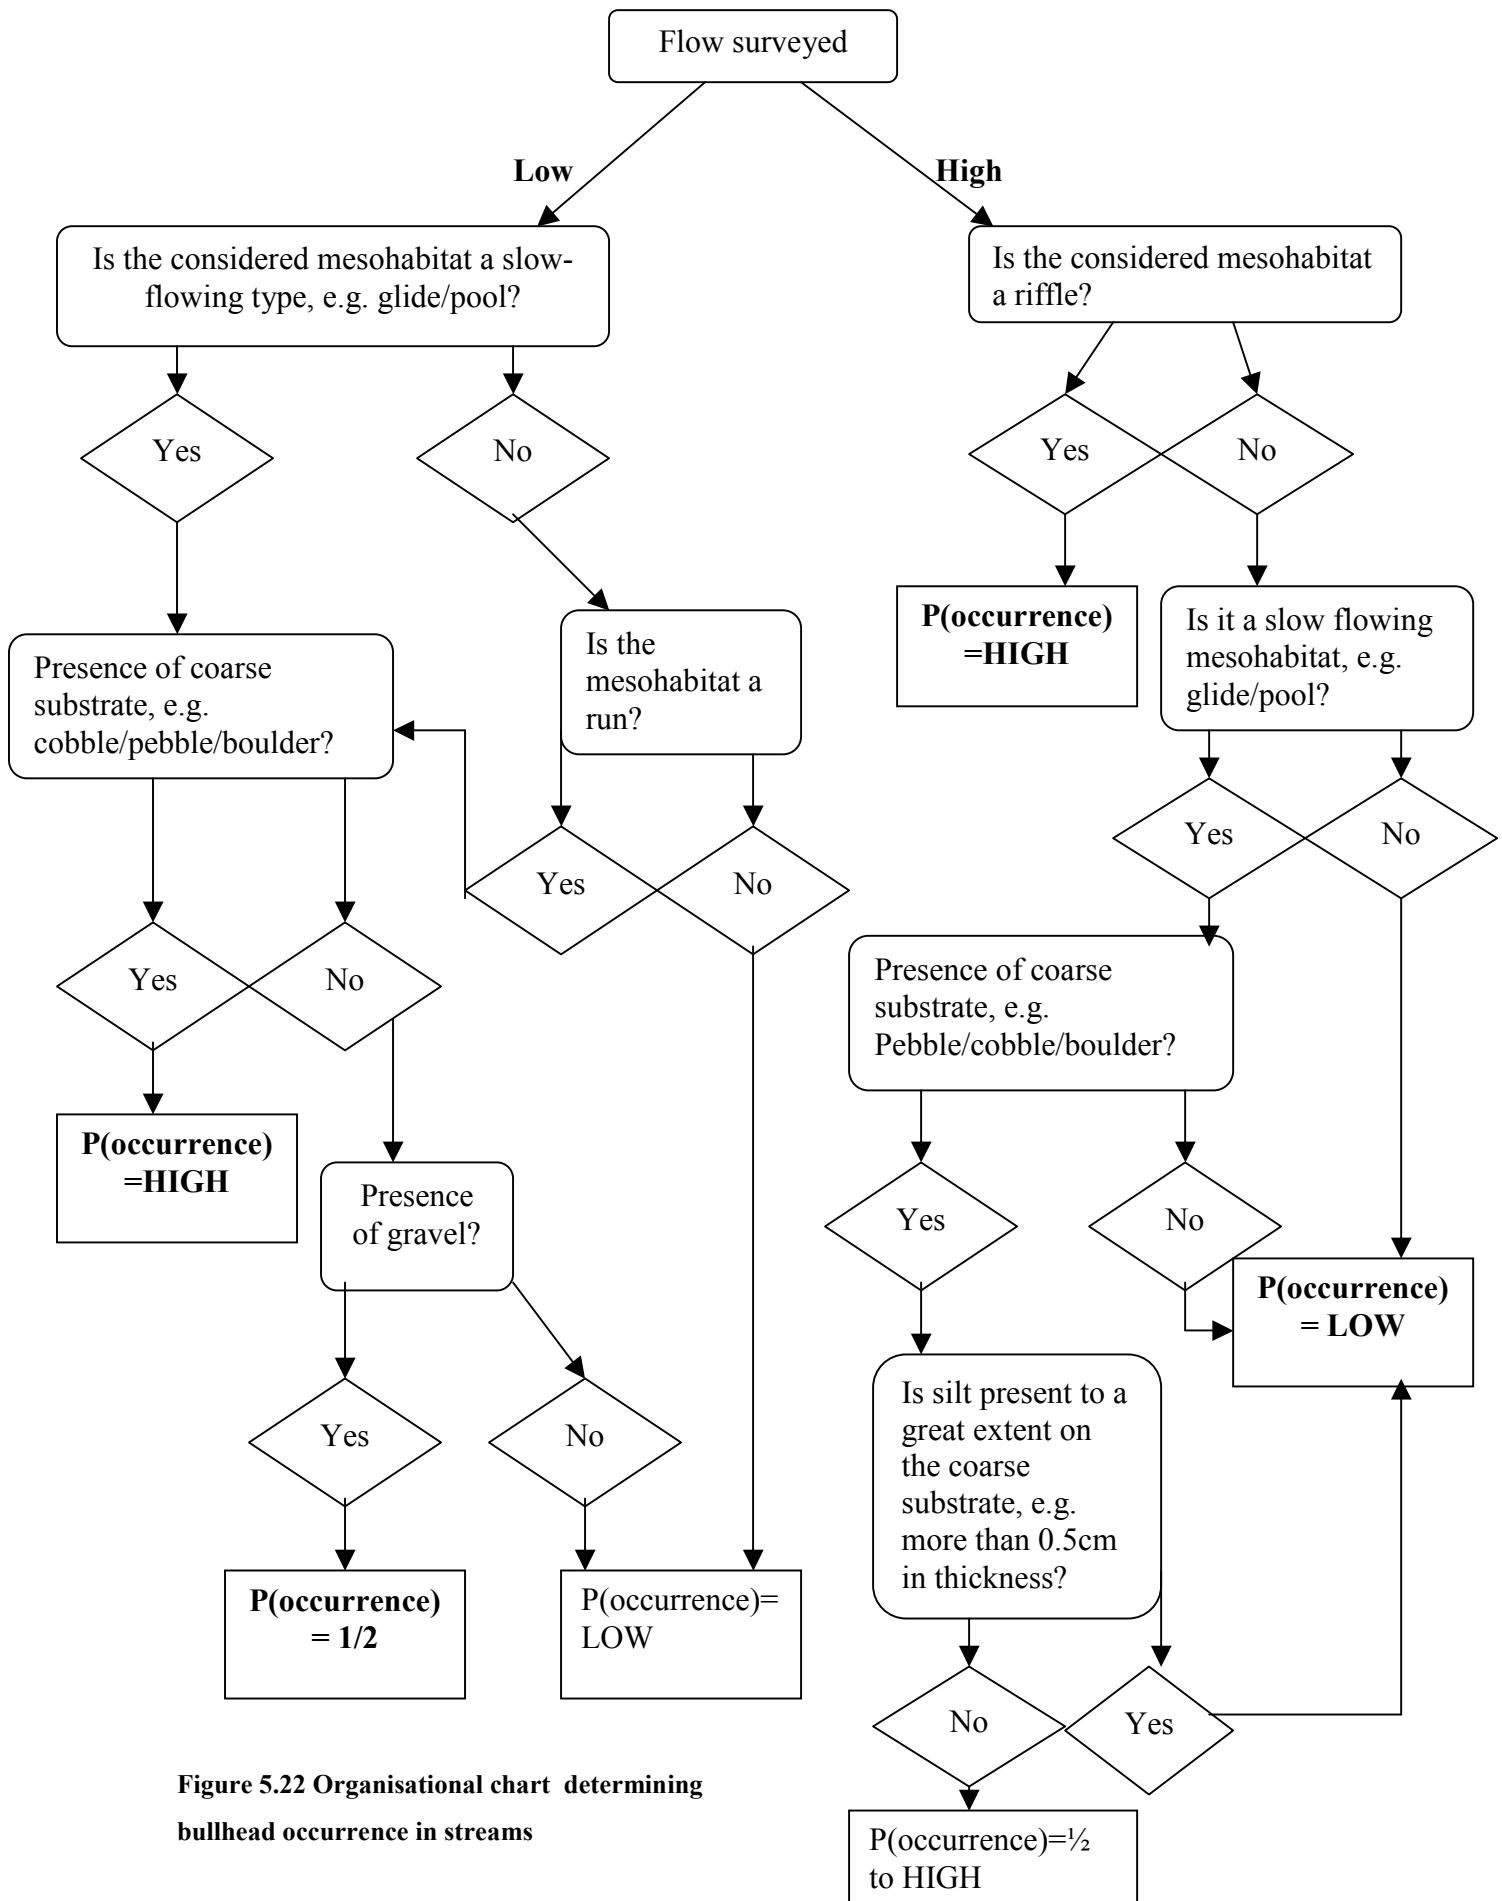 Flow surveyed
Low
High
Is the considered mesohabitat a slow-
flowing type, e.g. glide/pool?
Is the considered mesohabitat
a riffle?
Yes
No
Yes
No
P(occurrence)
=HIGH
Is it a slow flowing
mesohabitat, e.g.
glide/pool?
Presence of coarse
substrate, e.g.
cobble/pebble/boulder?
Is the
mesohabitat a
run?
Yes
No
Yes
No
Yes
No
Presence of coarse
substrate, e.g.
Pebble/cobble/boulder?
P(occurrence)
=HIGH
Presence
of gravel?
Yes
No
P(occurrence)
= LOW
Yes
No
Is silt present to a
great extent on
the coarse
substrate, e.g.
more than 0.5cm
in thickness?
P(occurrence)
= 1/2
P(occurrence)=
LOW
No
Yes
P(occurrence)=½
to HIGH
Figure 5.22 Organisational chart  determining
bullhead occurrence in streams